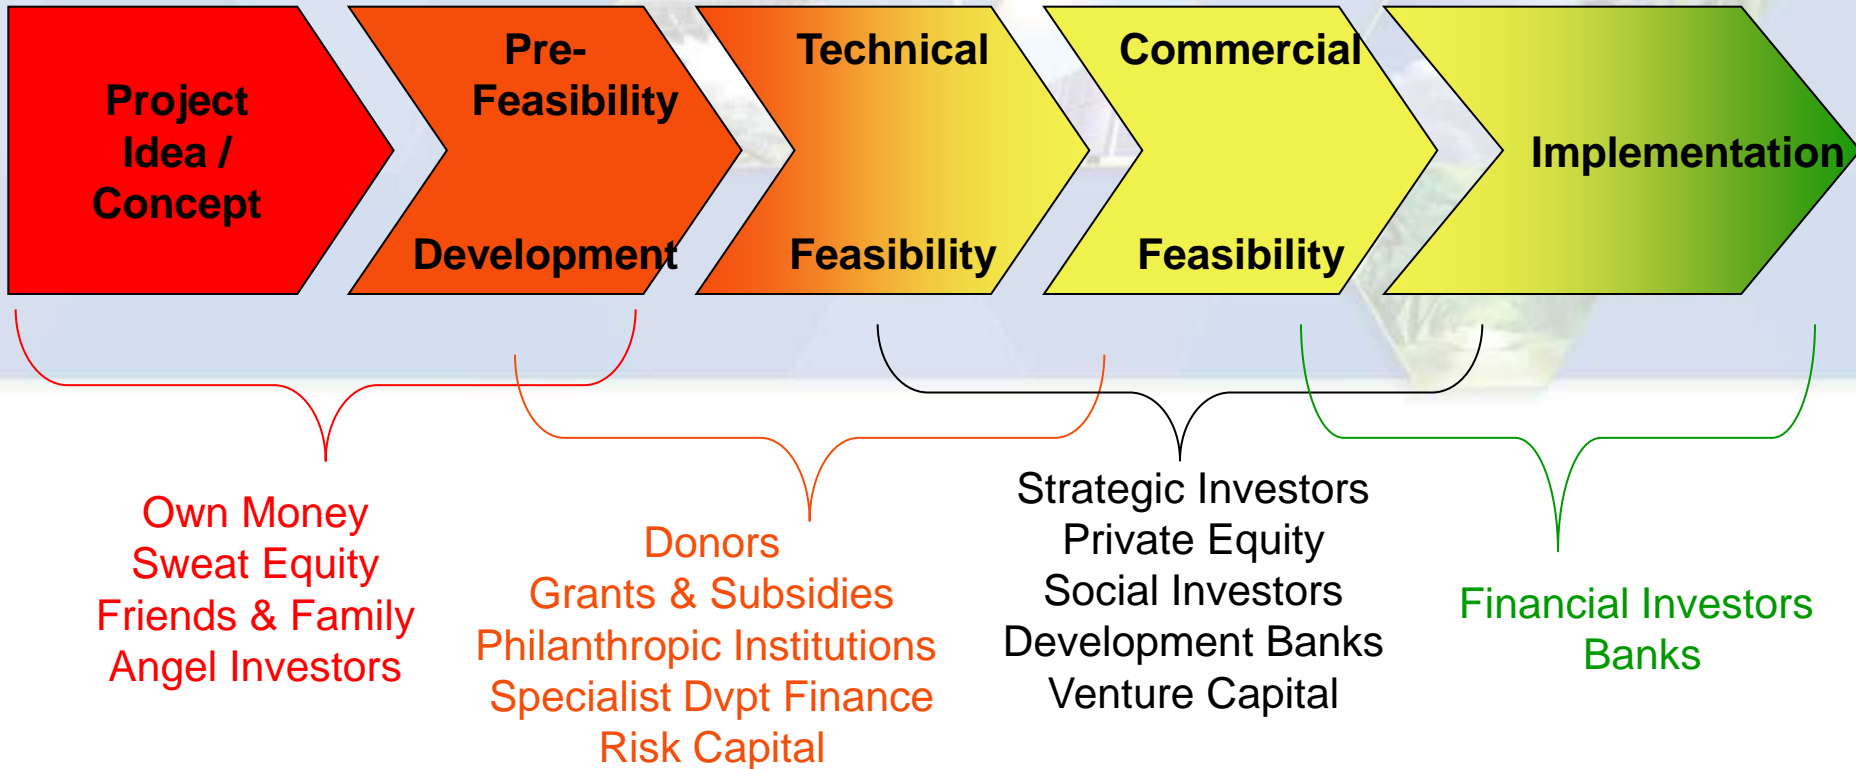 Project
Idea /
Concept
Pre-
Feasibility
Development
Technical
Feasibility
Commercial
Feasibility
Implementation
Own Money
Sweat Equity
Friends & Family
Angel Investors
Donors
Grants & Subsidies
Philanthropic Institutions
Specialist Dvpt Finance
Risk Capital
Strategic Investors
Private Equity
Social Investors
Development Banks
Venture Capital
Financial Investors
Banks